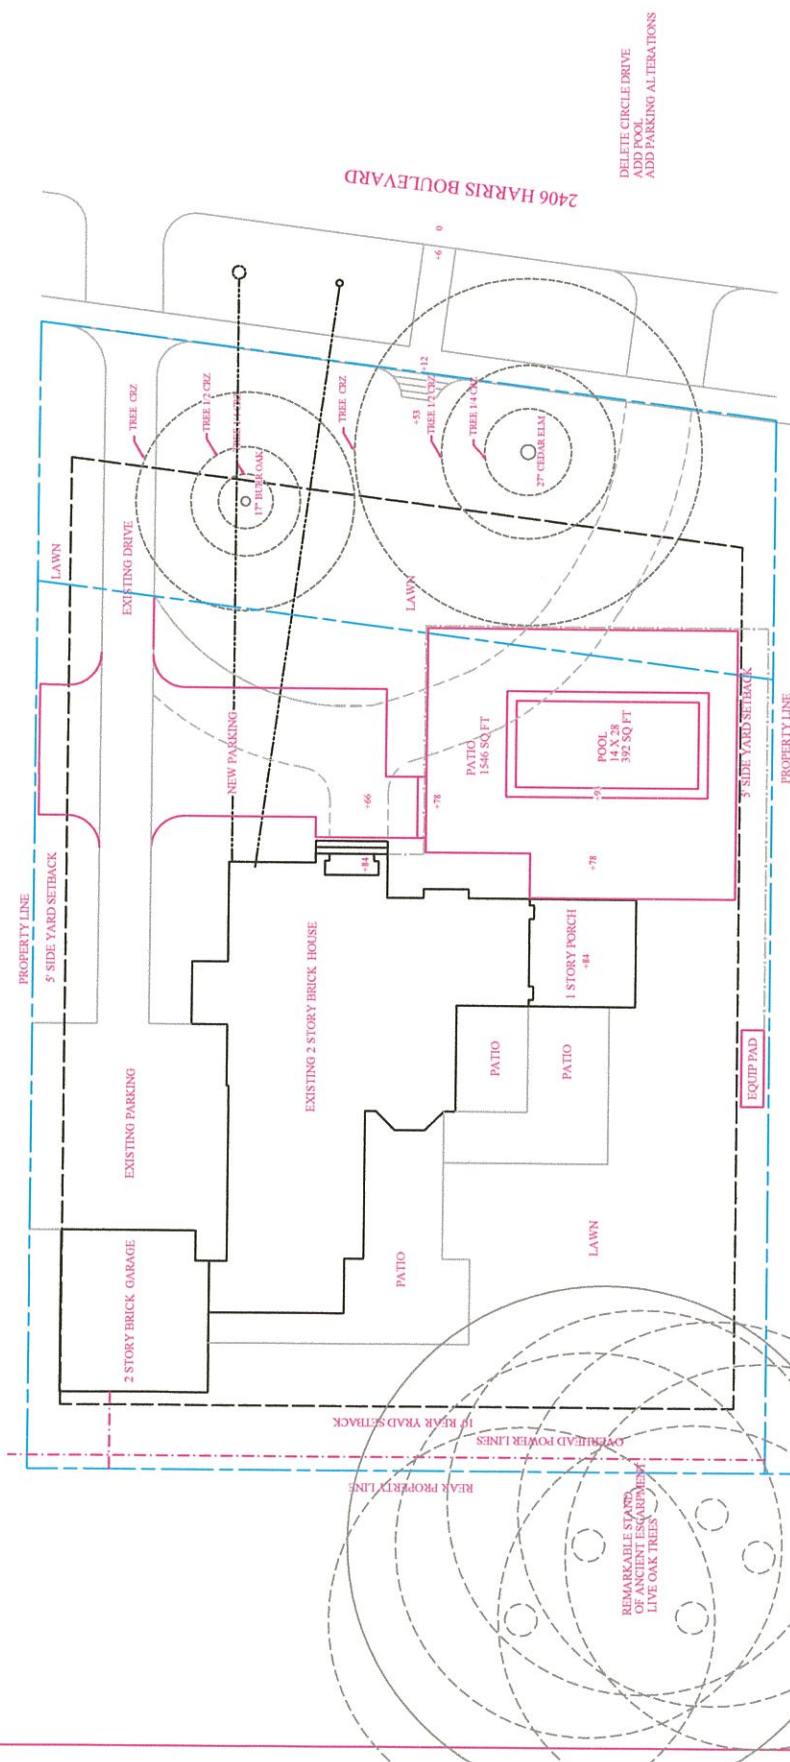 DELETE CIRCLE DRIVE
ADD POOL
ADD PARKING ALTERATIONS
2406 HARRIS BOULEVARD
0
+6
+12
+53
TREE CRZ
TREE 1/2 CRZ
17" BURR OAK
TREE CRZ
TREE 1/2 CRZ
TREE 1/4 CRZ
27" CEDAR ELM
LAWN
EXISTING DRIVE
LAWN
NEW PARKING
+66
+78
PATIO
1546 SQ FT
POOL
14 X 28
392 SQ FT
+93
+78
5' SIDE YARD SETBACK
PROPERTY LINE
PROPERTY LINE
5' SIDE YARD SETBACK
+84
EXISTING 2 STORY BRICK HOUSE
1 STORY PORCH
+84
PATIO
PATIO
EQUIP PAD
EXISTING PARKING
2 STORY BRICK GARAGE
PATIO
LAWN
10' REAR YRAD SETBACK
OVERHEAD POWER LINES
REAR PROPERTY LINE
REMARKABLE STAND
OF ANCIENT ESCARPMENT
LIVE OAK TREES